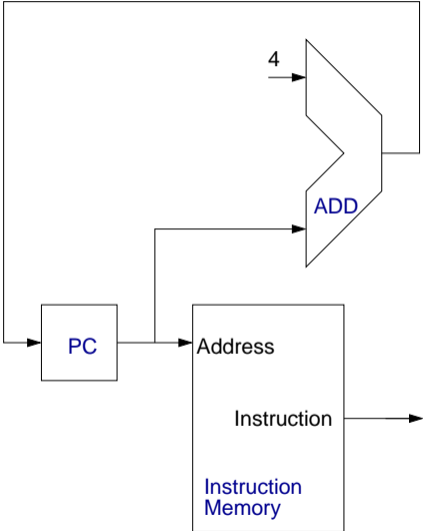 4
ADD
PC
Address
Instruction
Instruction
Memory